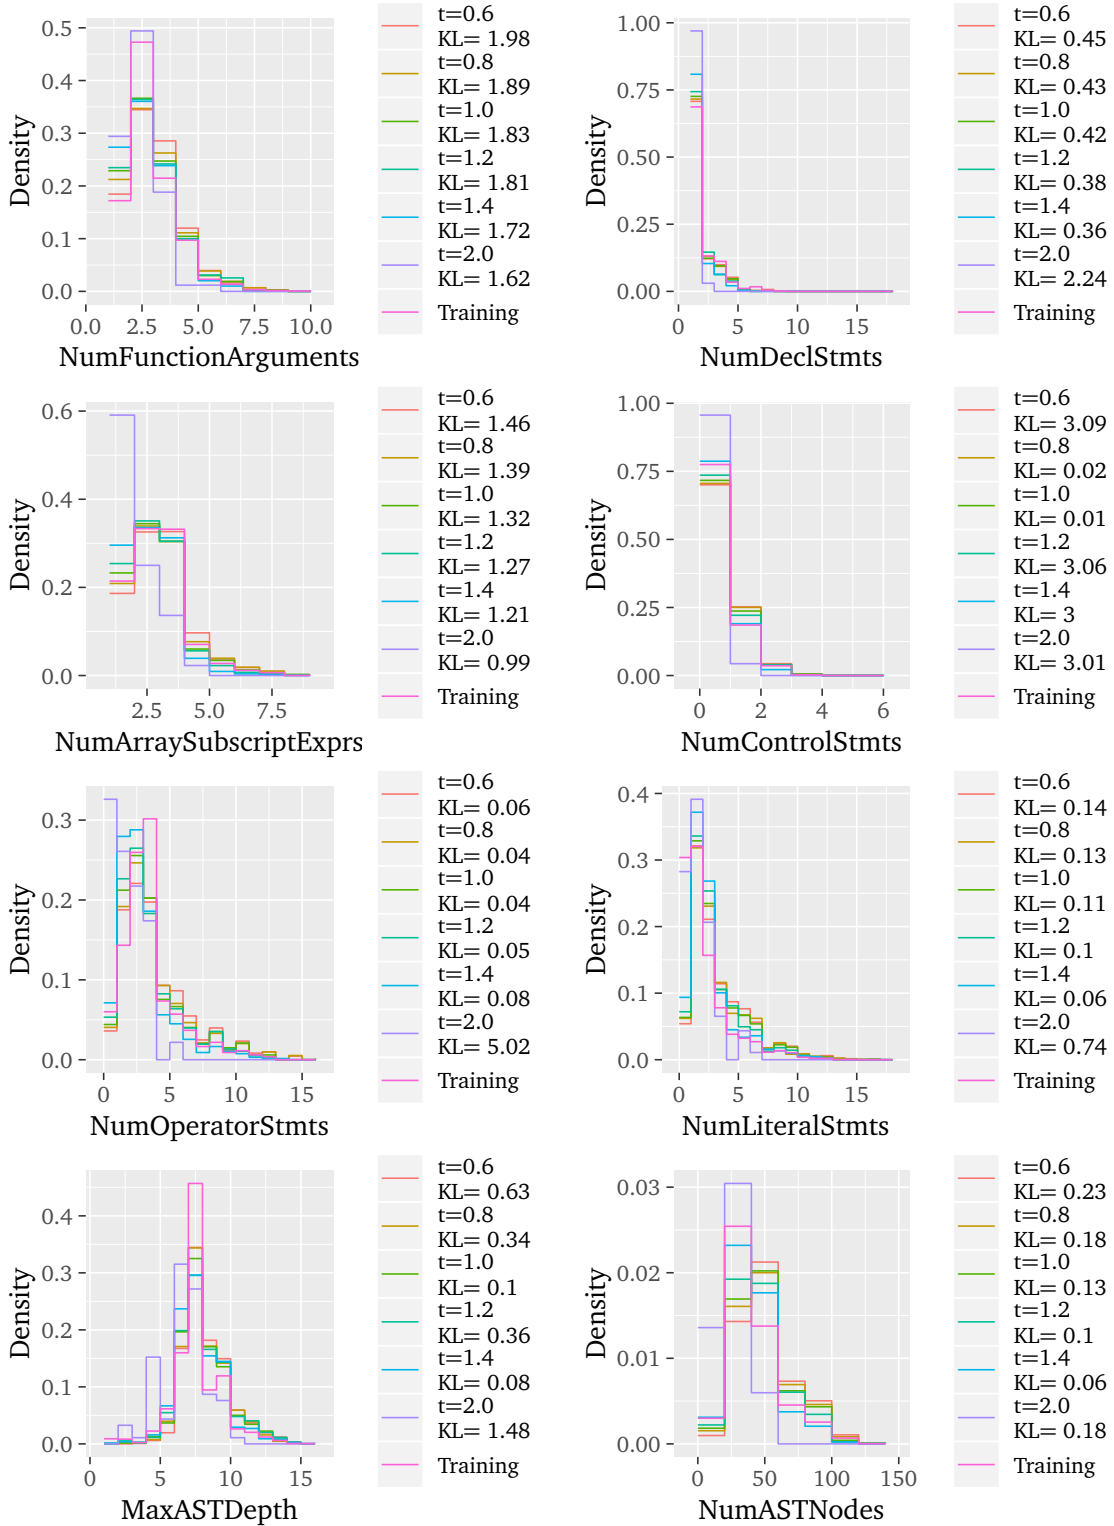 0.5
0.4
0.3
0.2
0.1
0.0
Density
0.0 2.5 5.0 7.5 10.0
NumFunctionArguments
t=0.6
KL= 1.98
t=0.8
KL= 1.89
t=1.0
KL= 1.83
t=1.2
KL= 1.81
t=1.4
KL= 1.72
t=2.0
KL= 1.62
Training
1.00
0.75
0.50
0.25
0.00
Density
0 5 10 15
NumDeclStmts
t=0.6
KL= 0.45
t=0.8
KL= 0.43
t=1.0
KL= 0.42
t=1.2
KL= 0.38
t=1.4
KL= 0.36
t=2.0
KL= 2.24
Training
0.6
0.4
0.2
0.0
Density
2.5 5.0 7.5
NumArraySubscriptExprs
t=0.6
KL= 1.46
t=0.8
KL= 1.39
t=1.0
KL= 1.32
t=1.2
KL= 1.27
t=1.4
KL= 1.21
t=2.0
KL= 0.99
Training
1.00
0.75
0.50
0.25
0.00
Density
0 2 4 6
NumControlStmts
t=0.6
KL= 3.09
t=0.8
KL= 0.02
t=1.0
KL= 0.01
t=1.2
KL= 3.06
t=1.4
KL= 3
t=2.0
KL= 3.01
Training
0.3
0.2
0.1
0.0
Density
0 5 10 15
NumOperatorStmts
t=0.6
KL= 0.06
t=0.8
KL= 0.04
t=1.0
KL= 0.04
t=1.2
KL= 0.05
t=1.4
KL= 0.08
t=2.0
KL= 5.02
Training
0.4
0.3
0.2
0.1
0.0
Density
0 5 10 15
NumLiteralStmts
t=0.6
KL= 0.14
t=0.8
KL= 0.13
t=1.0
KL= 0.11
t=1.2
KL= 0.1
t=1.4
KL= 0.06
t=2.0
KL= 0.74
Training
0.4
0.3
0.2
0.1
0.0
Density
0 5 10 15
MaxASTDepth
t=0.6
KL= 0.63
t=0.8
KL= 0.34
t=1.0
KL= 0.1
t=1.2
KL= 0.36
t=1.4
KL= 0.08
t=2.0
KL= 1.48
Training
0.03
0.02
0.01
0.00
Density
0 50 100 150
NumASTNodes
t=0.6
KL= 0.23
t=0.8
KL= 0.18
t=1.0
KL= 0.13
t=1.2
KL= 0.1
t=1.4
KL= 0.06
t=2.0
KL= 0.18
Training